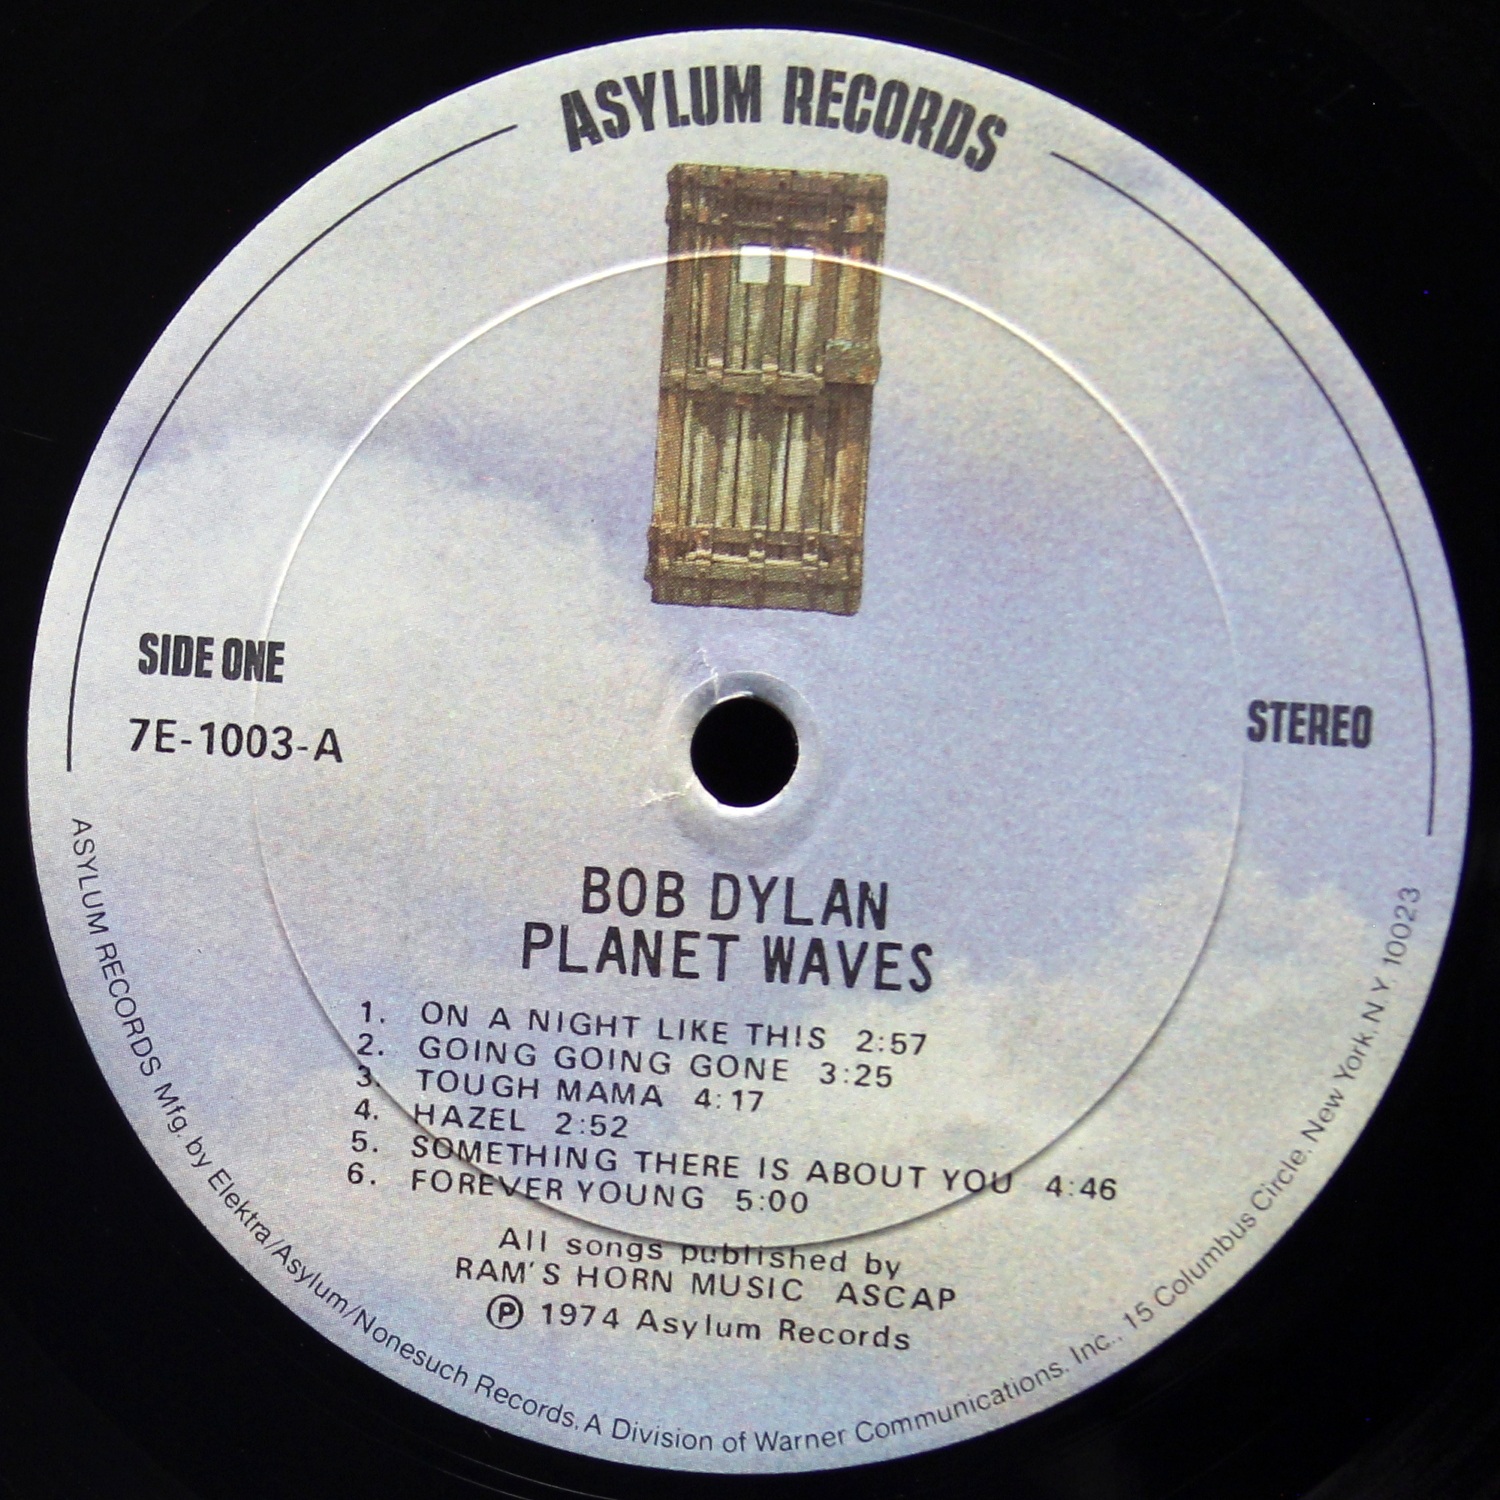 ASYLUM RECORDS
SIDE ONE
7E-1003-A
STEREO
BOB DYLAN
PLANET WAVES
1. ON A NIGHT LIKE THIS 2:57
2. GOING GOING GONE 3:25
3. TOUGH MAMA 4:17
4. HAZEL 2:52
5. SOMETHING THERE IS ABOUT YOU 4:46
6. FOREVER YOUNG 5:00
All songs published by
RAM'S HORN MUSIC ASCAP
Ⓟ 1974 Asylum Records
ASYLUM RECORDS Mfg. by Elektra/Asylum/Nonesuch Records. A Division of Warner Communications. Inc., 15 Columbus Circle. New York. N.Y. 10023